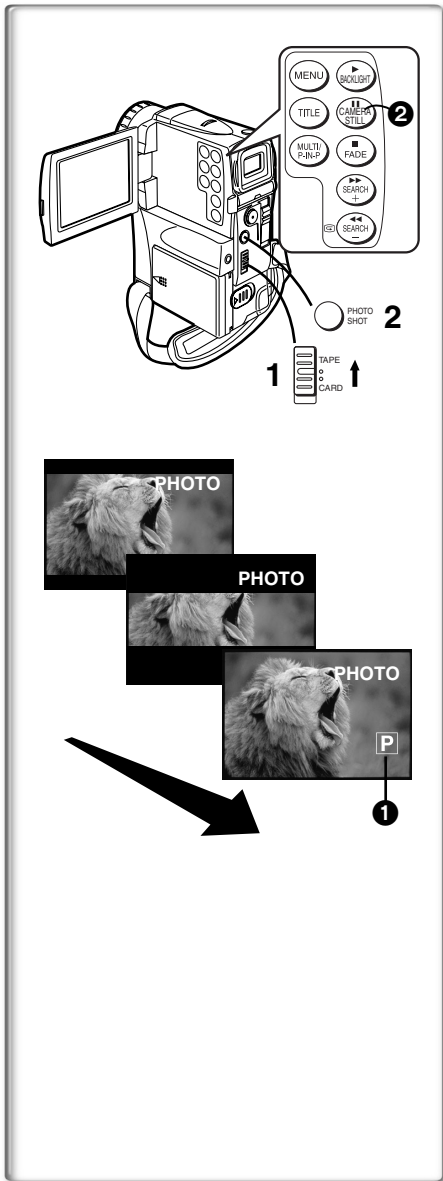 MENU
BACKLIGHT
TITLE
CAMERA
STILL
2
MULTI/
P-IN-P
FADE
SEARCH
+
SEARCH
−
PHOTO
SHOT
2
1
TAPE
CARD
PHOTO
PHOTO
PHOTO
P
1